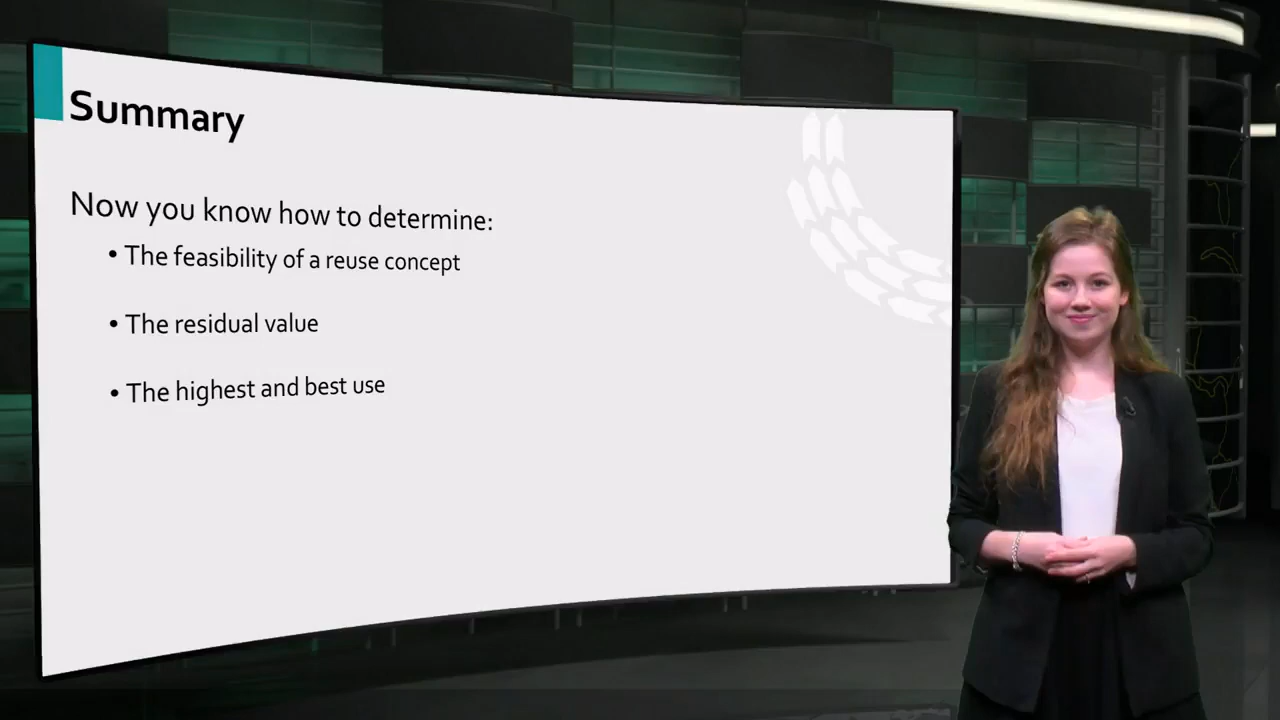 Summary
Now you know how to determine:
• The feasibility of a reuse concept
• The residual value
• The highest and best use